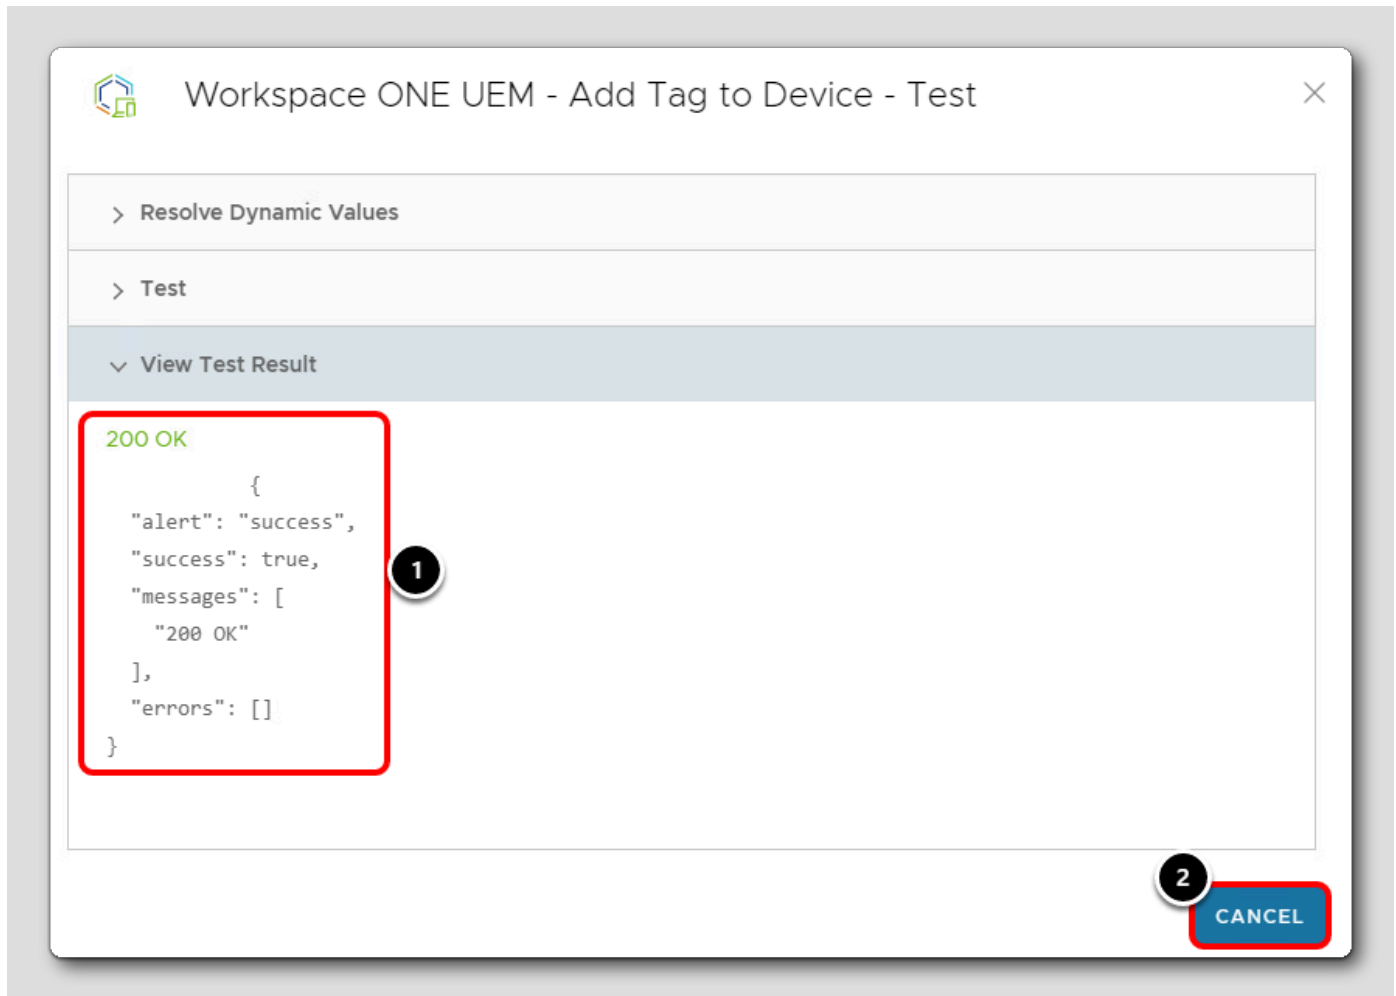 Workspace ONE UEM - Add Tag to Device - Test
Resolve Dynamic Values
Test
View Test Result
200 OK
{
"alert": "success",
"success": true,
"messages": [
"200 OK"
],
"errors": []
}
1
2
CANCEL